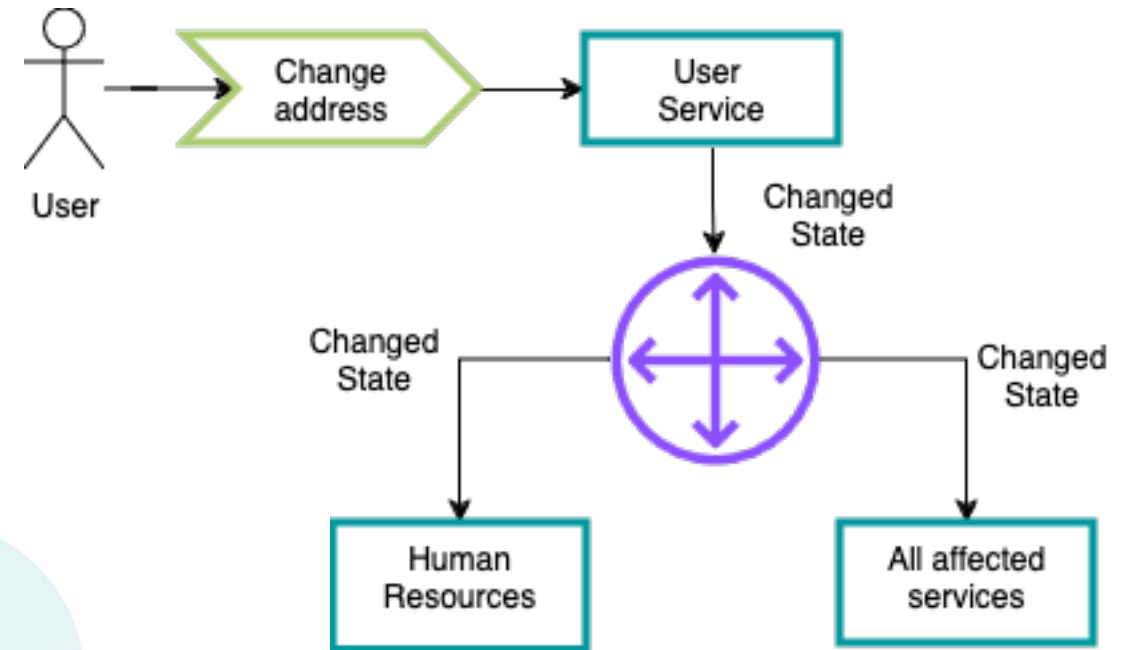 Change
address
User
Service
User
Changed
State
Changed
State
Changed
State
Human
Resources
All affected
services